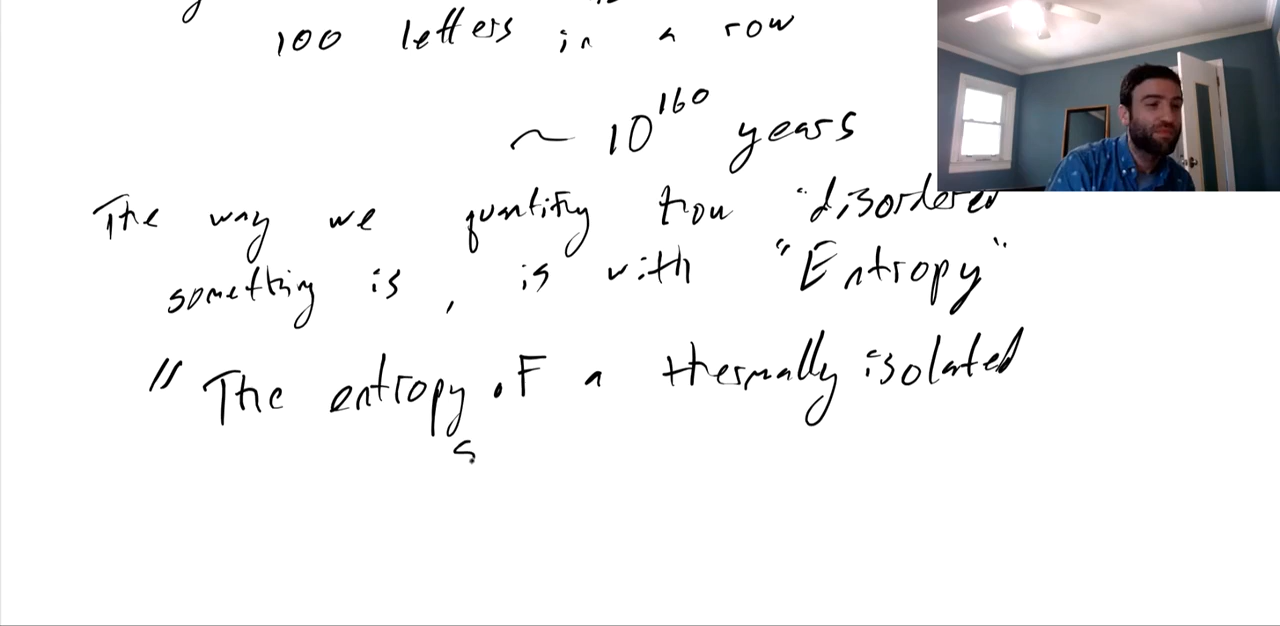 100 letters in a row
~ 10^160 years
The way we quantify how "disordered
something is, is with "Entropy"
"The entropy of a thermally isolated
s